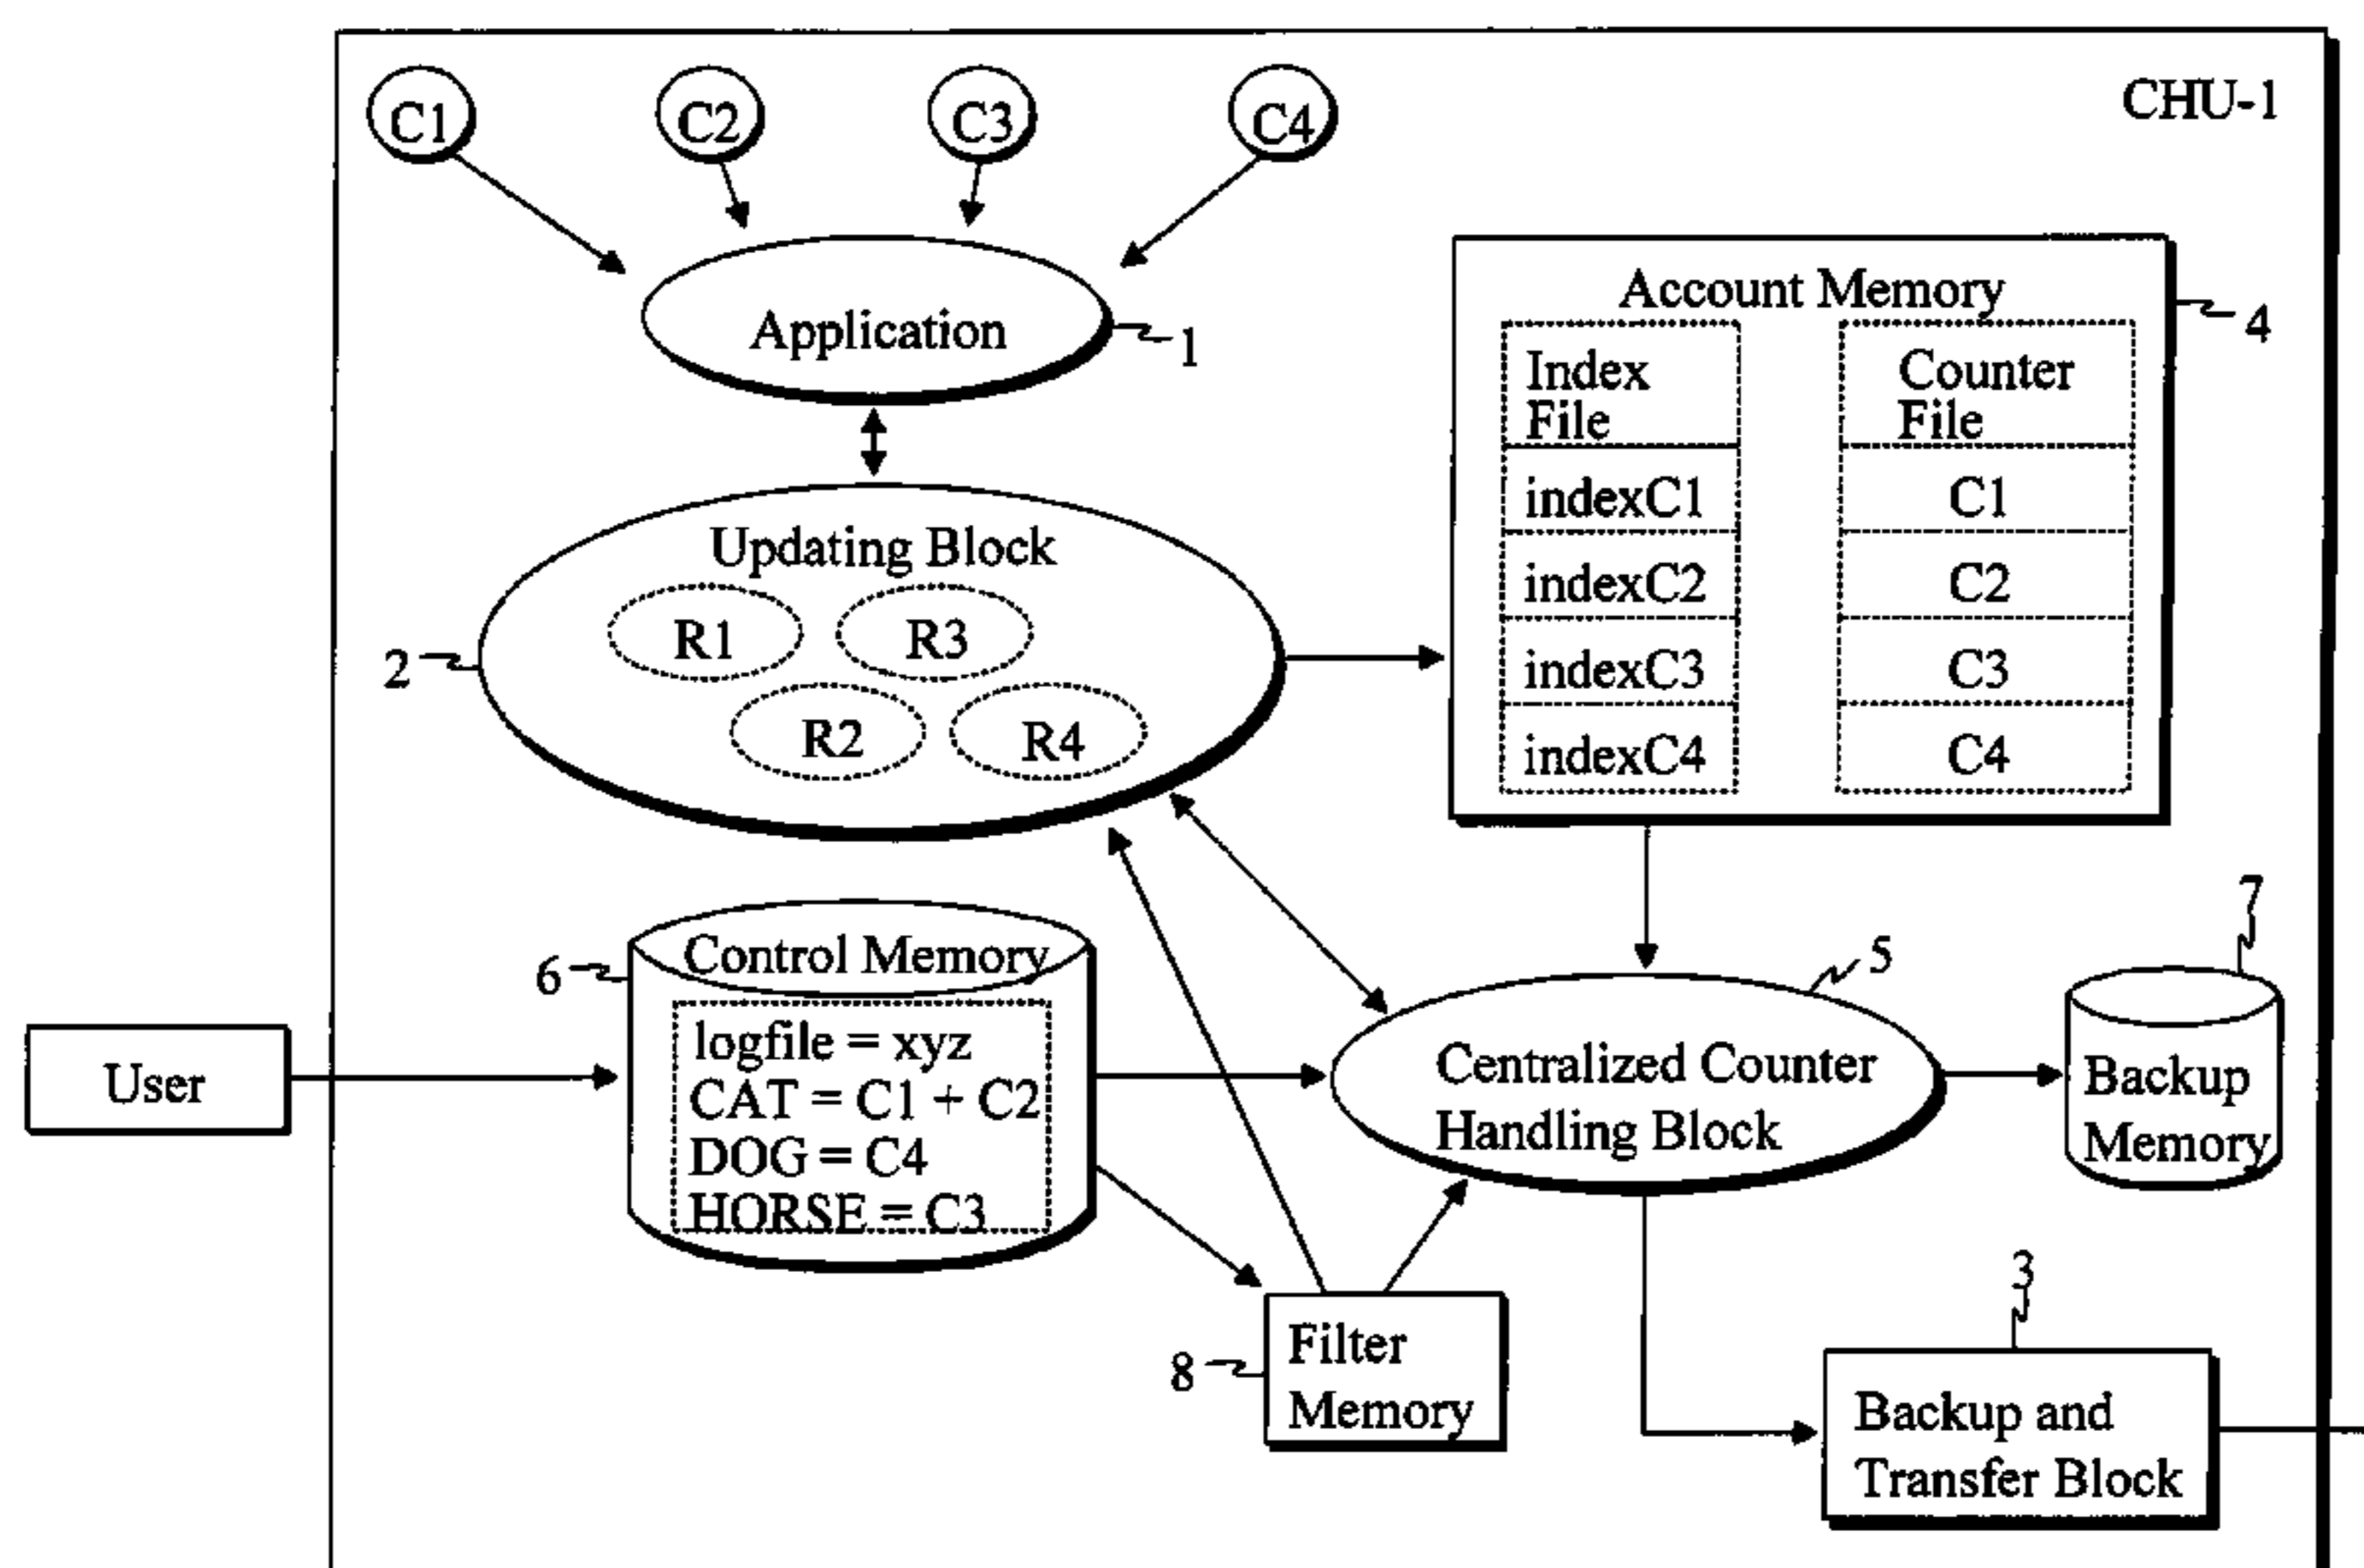 CHU-1
C1
C2
C3
C4
Application
1
Account Memory
4
Index
File
indexC1
indexC2
indexC3
indexC4
Counter
File
C1
C2
C3
C4
Updating Block
R1
R3
R2
R4
2
Control Memory
6
logfile = xyz
CAT = C1 + C2
DOG = C4
HORSE = C3
User
5
Centralized Counter
Handling Block
7
Backup
Memory
8
Filter
Memory
3
Backup and
Transfer Block